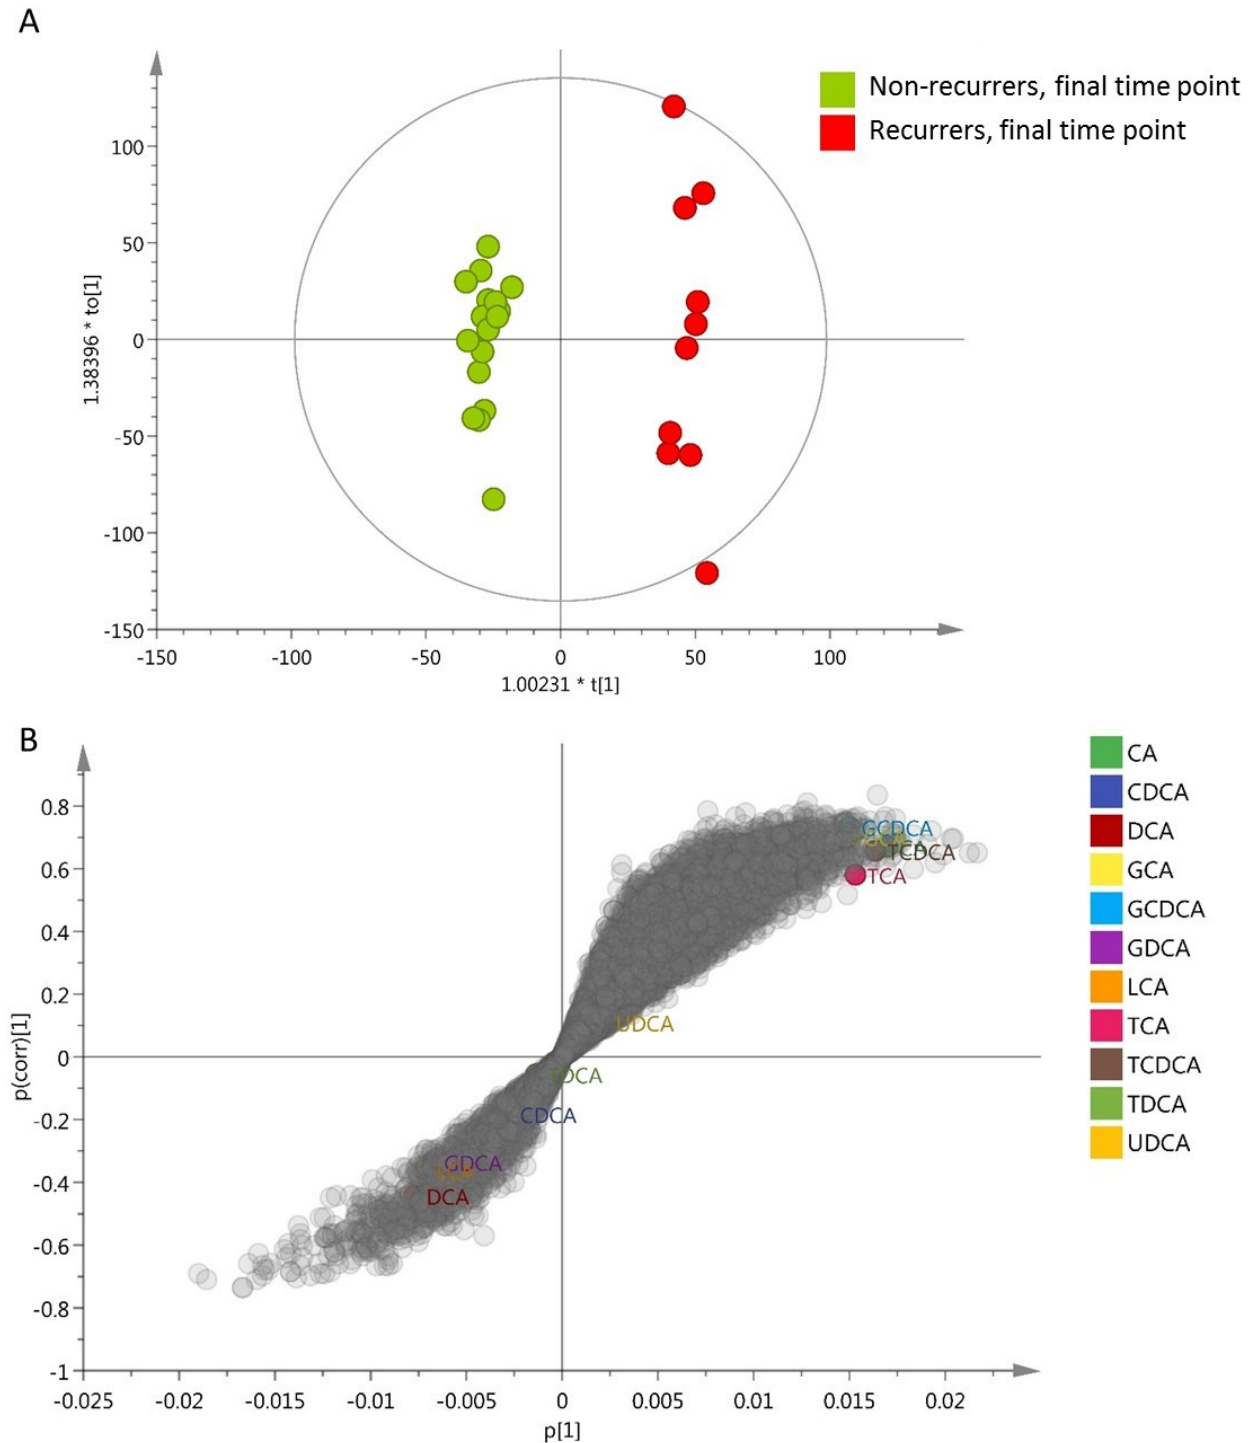 A
Non-recurrers, final time point
Recurrers, final time point
100
50
0
-50
-100
-150
1.38396 * to[1]
-150 -100 -50 0 50 100
1.00231 * t[1]
B
CA
CDCA
DCA
GCA
GCDCA
GDCA
LCA
TCA
TCDCA
TDCA
UDCA
0.8
0.6
0.4
0.2
0
-0.2
-0.4
-0.6
-0.8
-1
p(corr)[1]
GCDCA
GCA
TCDCA
TCA
UDCA
TDCA
CDCA
GDCA
LCA
DCA
-0.025 -0.02 -0.015 -0.01 -0.005 0 0.005 0.01 0.015 0.02
p[1]